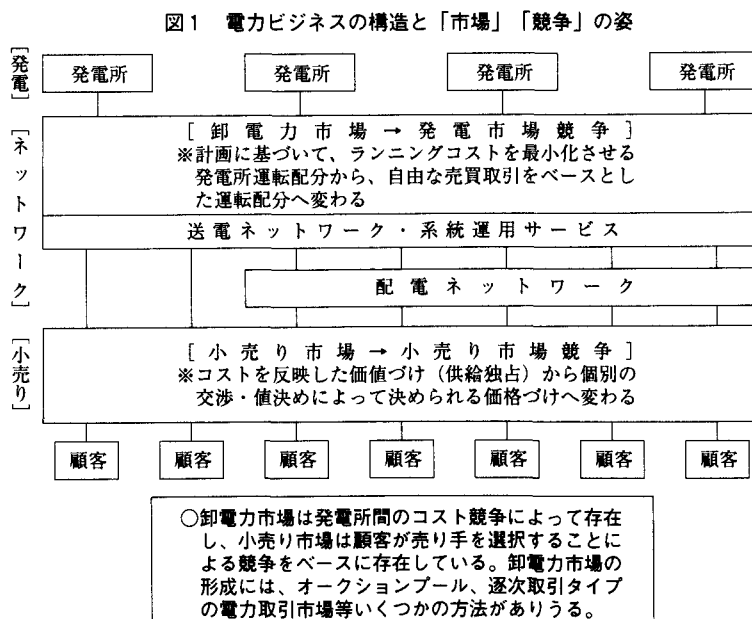 図1 電力ビジネスの構造と「市場」「競争」の姿
[発電]
発電所 発電所 発電所 発電所
[ネットワーク]
[卸電力市場→発電市場競争]
※計画に基づいて、ランニングコストを最小化させる
発電所運転配分から、自由な売買取引をベースとし
た運転配分へ変わる
送電ネットワーク・系統運用サービス
配電ネットワーク
[小売り]
[小売り市場→小売り市場競争]
※コストを反映した価値づけ（供給独占）から個別の
交渉・値決めによって決められる価格づけへ変わる
顧客 顧客 顧客 顧客 顧客 顧客 顧客
○卸電力市場は発電所間のコスト競争によって存在
し、小売り市場は顧客が売り手を選択することに
よる競争をベースに存在している。卸電力市場の
形成には、オークションプール、逐次取引タイプ
の電力取引市場等いくつかの方法がありうる。